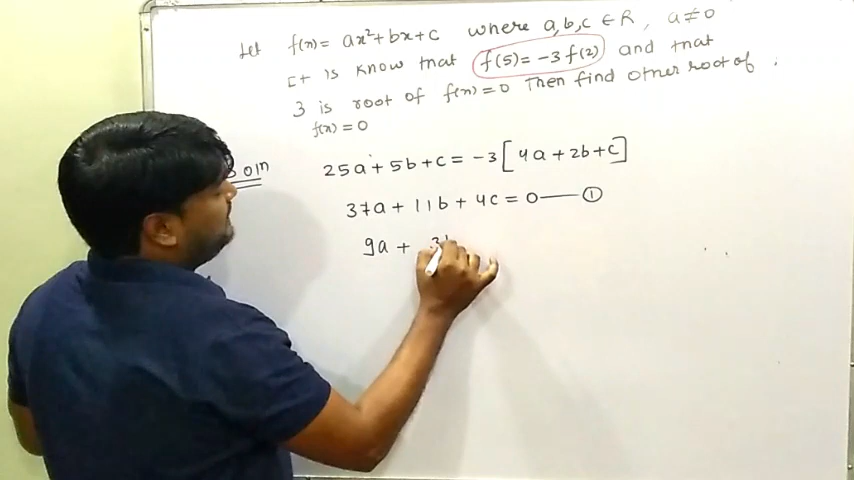 Let f(x) = ax²+bx+c where a,b,c ∈ R, a≠0
It is know that f(5) = -3 f(2) and that
3 is root of f(x)=0 Then find other root of
f(x)=0
Soln
25a + 5b + c = -3[4a + 2b + c]
37a + 11b + 4c = 0 — ①
9a + 3